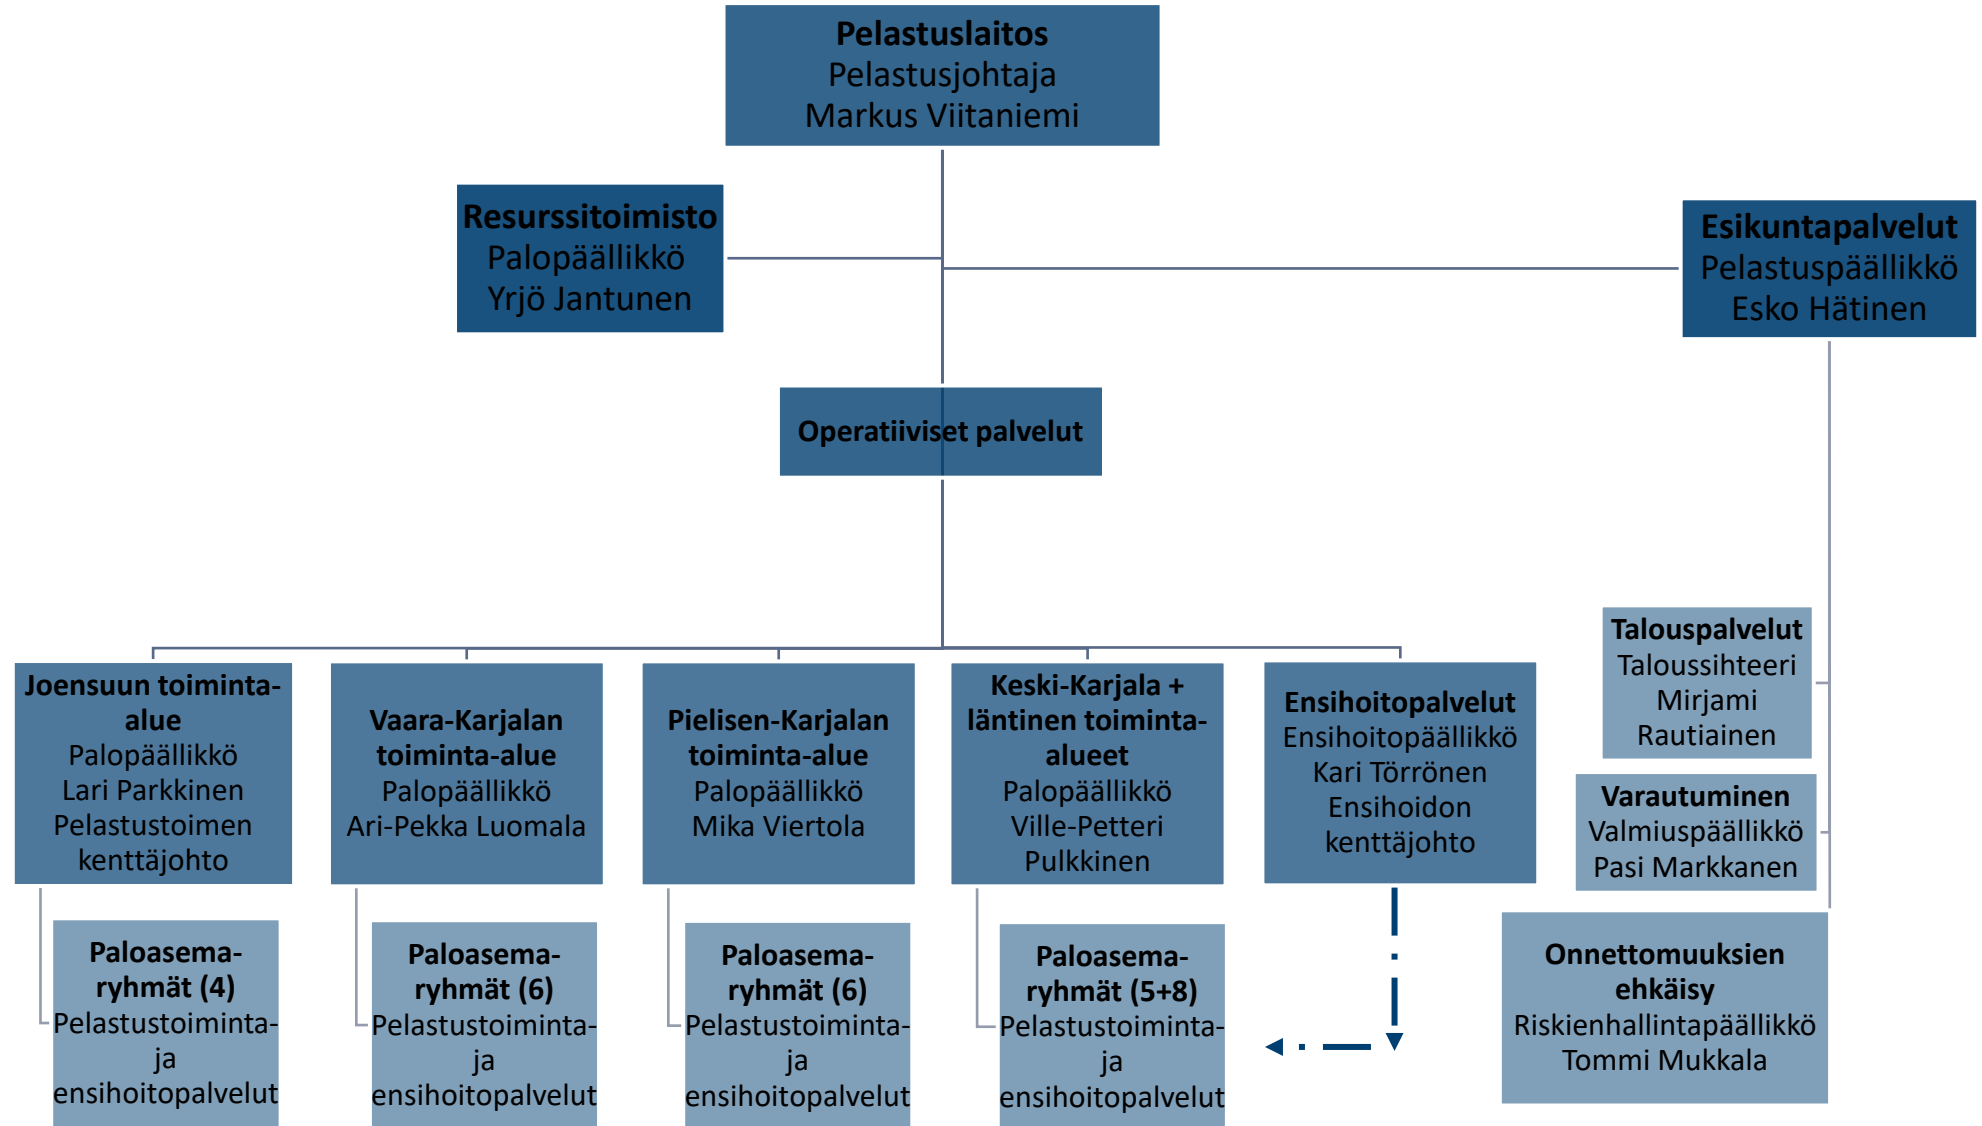 Pelastuslaitos
Pelastusjohtaja
Markus Viitaniemi
Resurssitoimisto
Palopäällikkö
Yrjö Jantunen
Esikuntapalvelut
Pelastuspäällikkö
Esko Hätinen
Operatiiviset palvelut
Joensuun toiminta-
alue
Palopäällikkö
Lari Parkkinen
Pelastustoimen
kenttäjohto
Vaara-Karjalan
toiminta-alue
Palopäällikkö
Ari-Pekka Luomala
Pielisen-Karjalan
toiminta-alue
Palopäällikkö
Mika Viertola
Keski-Karjala +
läntinen toiminta-
alueet
Palopäällikkö
Ville-Petteri
Pulkkinen
Ensihoitopalvelut
Ensihoitopäällikkö
Kari Törrönen
Ensihoidon
kenttäjohto
Talouspalvelut
Taloussihteeri
Mirjami
Rautiainen
Varautuminen
Valmiuspäällikkö
Pasi Markkanen
Onnettomuuksien
ehkäisy
Riskienhallintapäällikkö
Tommi Mukkala
Paloasema-
ryhmät (4)
Pelastustoiminta-
ja
ensihoitopalvelut
Paloasema-
ryhmät (6)
Pelastustoiminta-
ja
ensihoitopalvelut
Paloasema-
ryhmät (6)
Pelastustoiminta-
ja
ensihoitopalvelut
Paloasema-
ryhmät (5+8)
Pelastustoiminta-
ja
ensihoitopalvelut